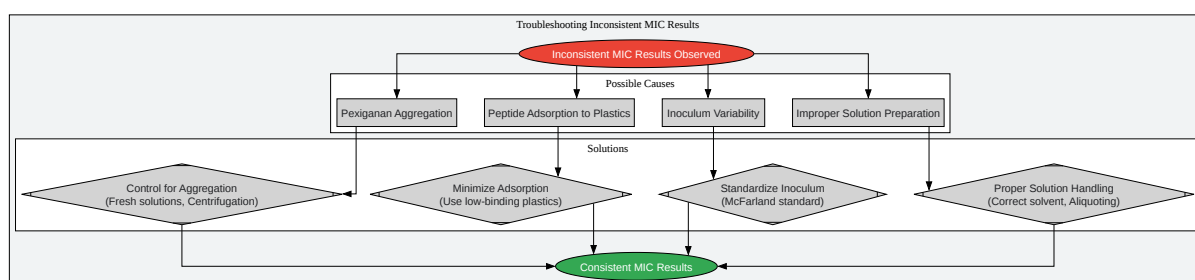 Troubleshooting Inconsistent MIC Results
Inconsistent MIC Results Observed
Possible Causes
Pexiganan Aggregation
Peptide Adsorption to Plastics
Inoculum Variability
Improper Solution Preparation
Solutions
Control for Aggregation
(Fresh solutions, Centrifugation)
Minimize Adsorption
(Use low-binding plastics)
Standardize Inoculum
(McFarland standard)
Proper Solution Handling
(Correct solvent, Aliquoting)
Consistent MIC Results